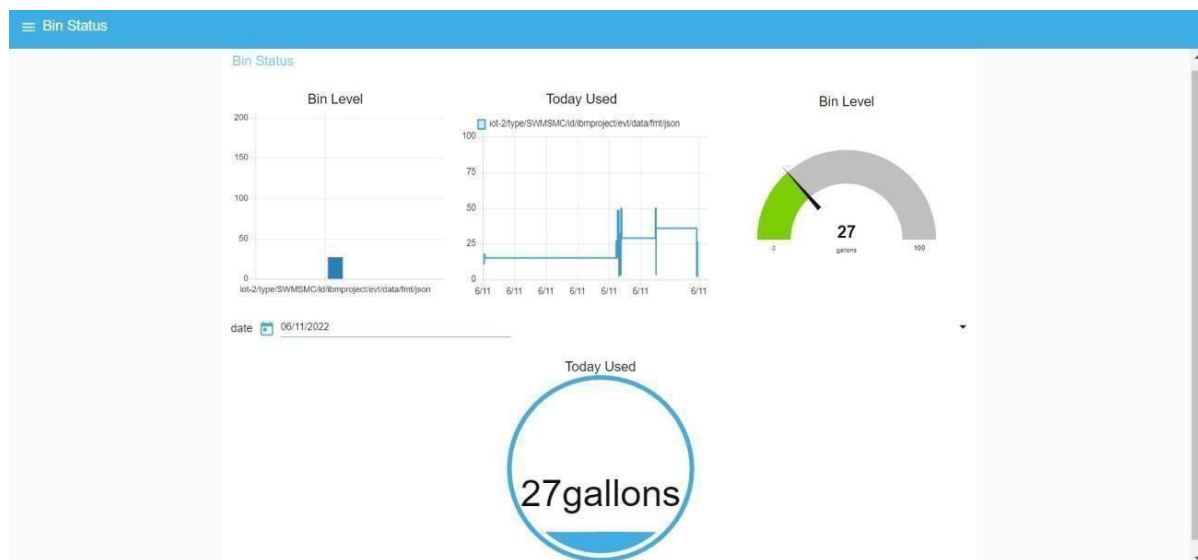 Bin Status
Bin Status
Bin Level
200
150
100
50
0
iot-2/type/SWMSMC/id/ibmproject/evt/data/fmt/json
Today Used
iot-2/type/SWMSMC/id/ibmproject/evt/data/fmt/json
100
75
50
25
0
6/11 6/11 6/11 6/11 6/11 6/11 6/11
Bin Level
27
gallons
0 100
date 06/11/2022
Today Used
27gallons